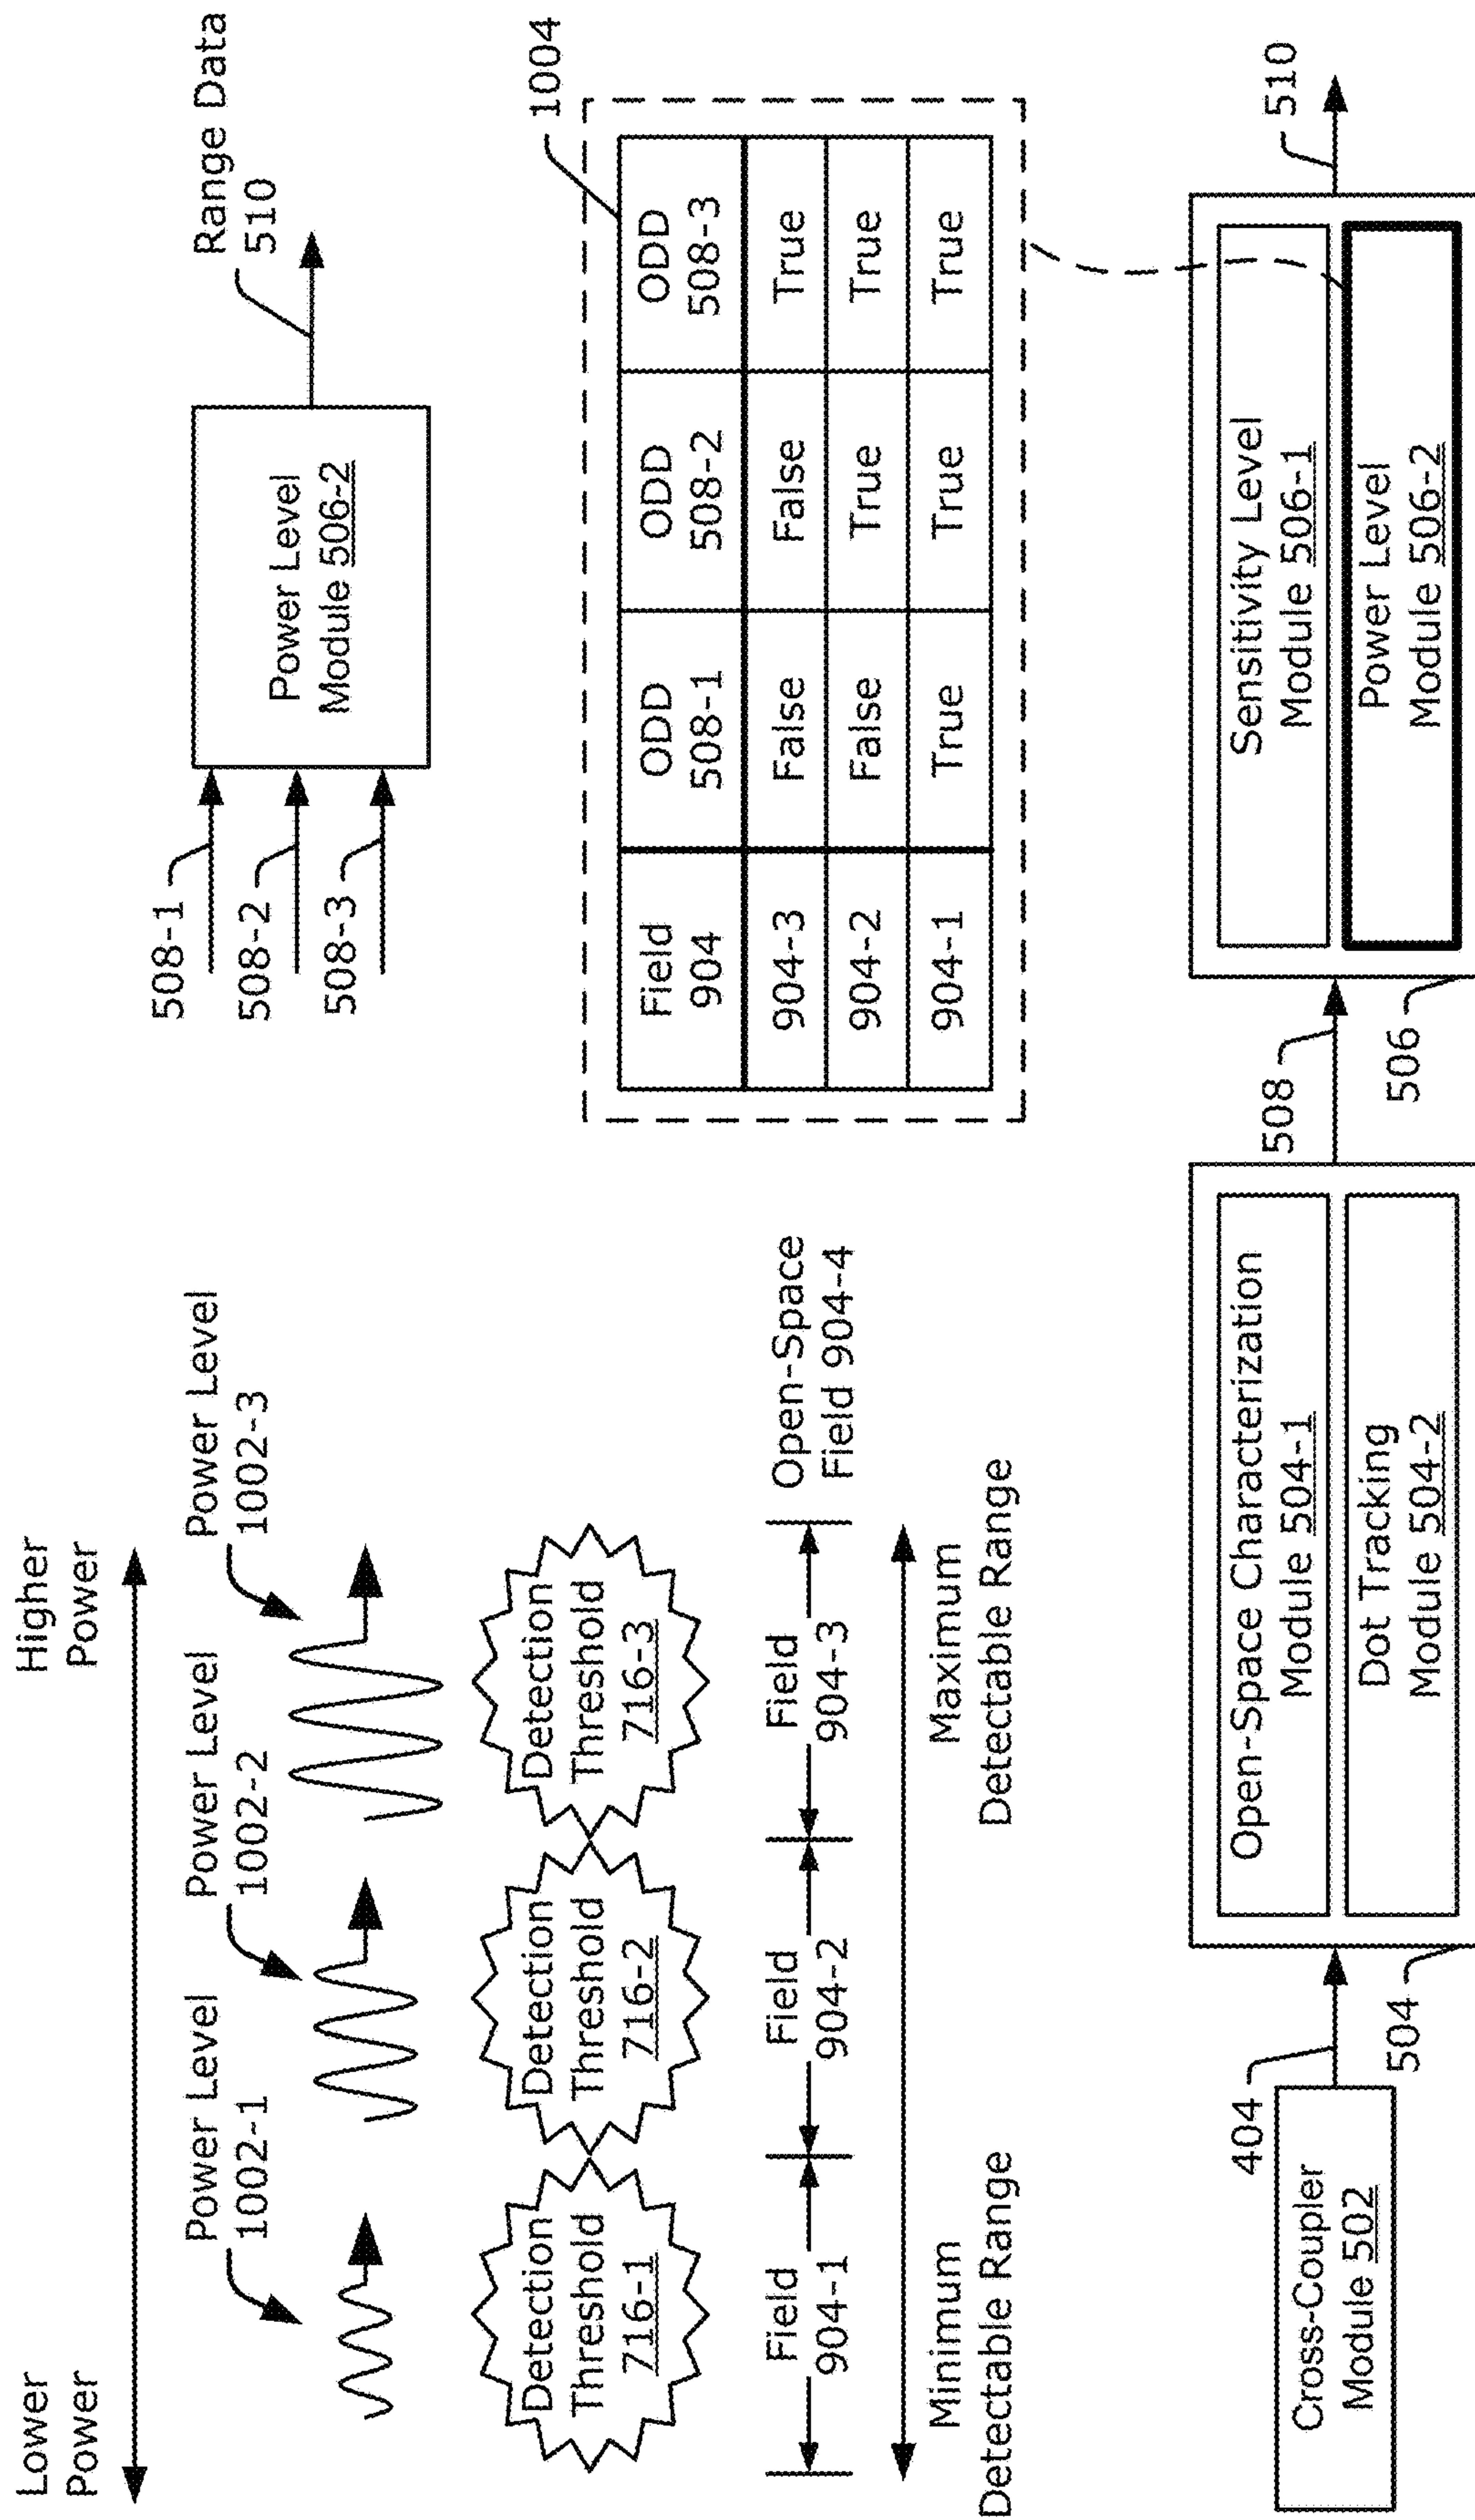 Lower
Power
Higher
Power
Power Level
1002-1
Power Level
1002-2
Power Level
1002-3
Detection
Threshold
716-1
Detection
Threshold
716-2
Detection
Threshold
716-3
Field
904-1
Field
904-2
Field
904-3
Open-Space
Field 904-4
Minimum
Detectable Range
Maximum
Detectable Range
508-1
508-2
508-3
Power Level
Module 506-2
Range Data
510
1004
Field
904
ODD
508-1
ODD
508-2
ODD
508-3
904-3
False
False
True
904-2
False
True
True
904-1
True
True
True
Cross-Coupler
Module 502
404
504
Open-Space Characterization
Module 504-1
Dot Tracking
Module 504-2
508
506
Sensitivity Level
Module 506-1
Power Level
Module 506-2
510